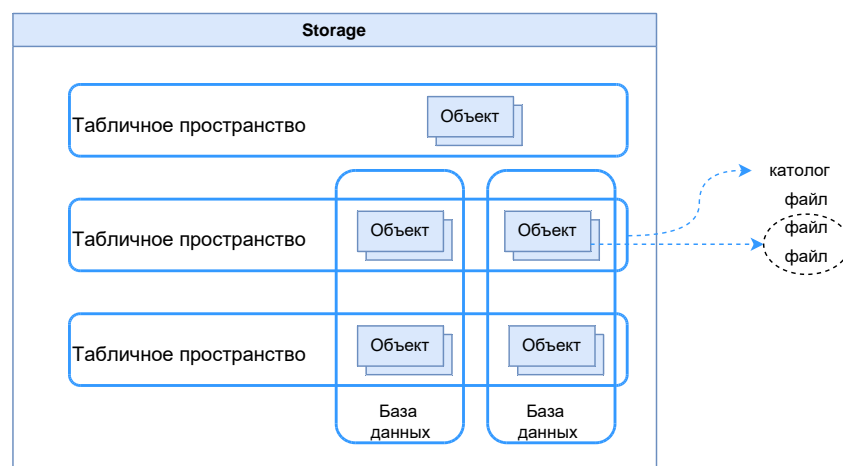 Storage
Табличное пространство
Объект
католог
файл
Табличное пространство
Объект
Объект
файл
файл
Табличное пространство
Объект
Объект
База
данных
База
данных